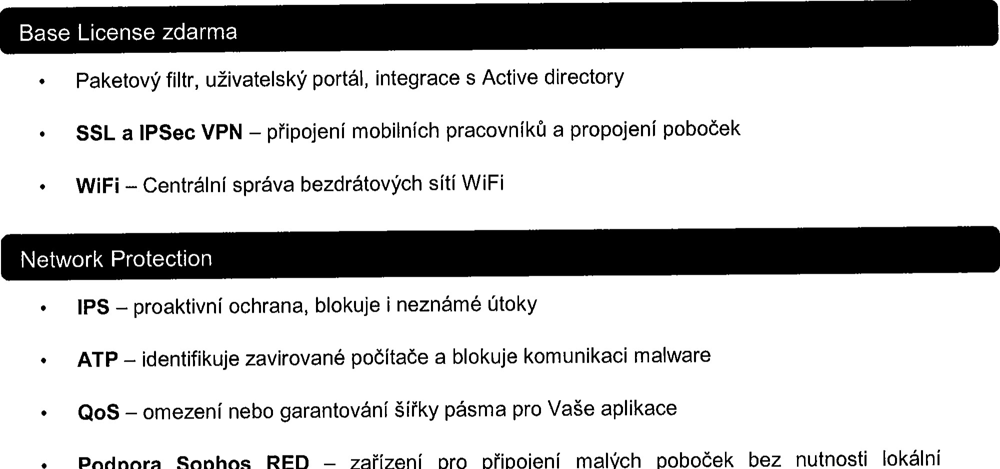 Base License zdarma
• Paketový filtr, uživatelský portál, integrace s Active directory
• SSL a IPSec VPN – připojení mobilních pracovníků a propojení poboček
• WiFi – Centrální správa bezdrátových sítí WiFi
Network Protection
• IPS – proaktivní ochrana, blokuje i neznámé útoky
• ATP – identifikuje zavirované počítače a blokuje komunikaci malware
• QoS – omezení nebo garantování šířky pásma pro Vaše aplikace
• Podpora Sophos RED – zařízení pro připojení malých poboček bez nutnosti lokální